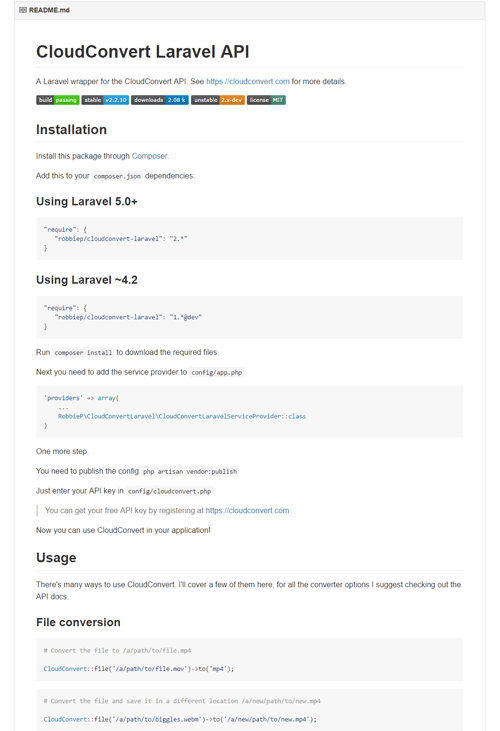 README.md
CloudConvert Laravel API
A Laravel wrapper for the CloudConvert API. See https://cloudconvert.com for more details.
build passing stable v2.2.10 downloads 2.08 k unstable 2.x-dev license MIT
Installation
Install this package through Composer.
Add this to your composer.json dependencies:
Using Laravel 5.0+
"require": {
"robbiep/cloudconvert-laravel": "2.*"
}
Using Laravel ~4.2
"require": {
"robbiep/cloudconvert-laravel": "1.*@dev"
}
Run composer install to download the required files.
Next you need to add the service provider to config/app.php
'providers' => array(
...
RobbieP\CloudConvertLaravel\CloudConvertLaravelServiceProvider::class
)
One more step.
You need to publish the config php artisan vendor:publish
Just enter your API key in config/cloudconvert.php
You can get your free API key by registering at https://cloudconvert.com
Now you can use CloudConvert in your application!
Usage
There's many ways to use CloudConvert. I'll cover a few of them here, for all the converter options I suggest checking out the
API docs.
File conversion
# Convert the file to /a/path/to/file.mp4
CloudConvert::file('/a/path/to/file.mov')->to('mp4');
# Convert the file and save it in a different location /a/new/path/to/new.mp4
CloudConvert::file('/a/path/to/biggles.webm')->to('/a/new/path/to/new.mp4');